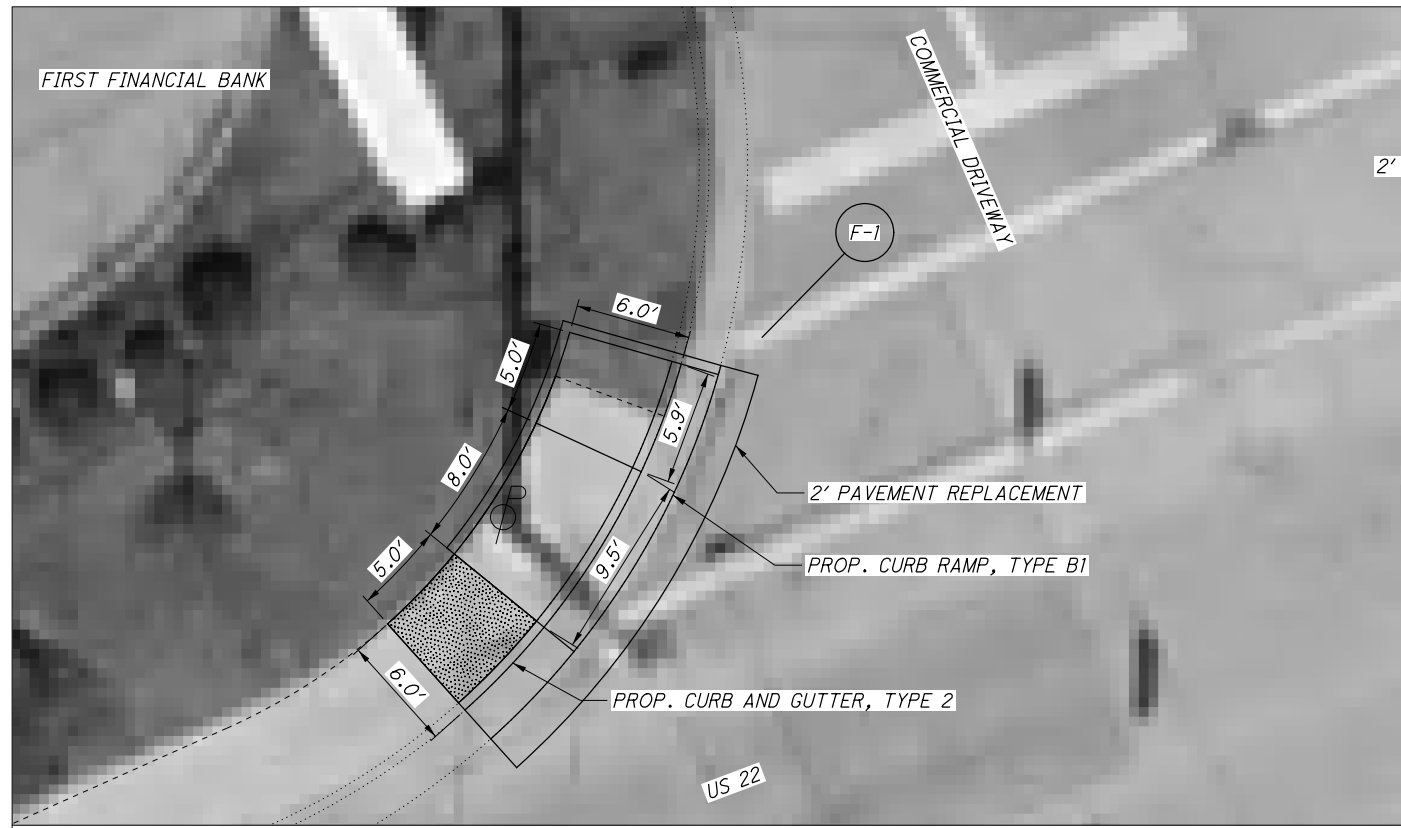 FIRST FINANCIAL BANK
COMMERCIAL DRIVEWAY
2'
F-1
6.0'
5.0'
5.9'
8.0'
P
2' PAVEMENT REPLACEMENT
9.5'
5.0'
PROP. CURB RAMP, TYPE B1
6.0'
PROP. CURB AND GUTTER, TYPE 2
US 22